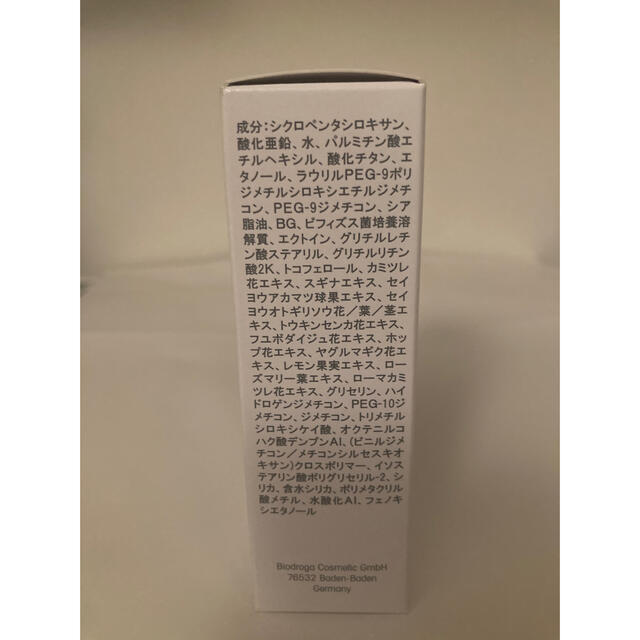 成分:シクロペンタシロキサン、
酸化亜鉛、水、パルミチン酸エ
チルヘキシル、酸化チタン、エ
タノール、ラウリルPEG-9ポリ
ジメチルシロキシエチルジメチ
コン、PEG-9ジメチコン、シア
脂油、BG、ビフィズス菌培養溶
解質、エクトイン、グリチルレチ
ン酸ステアリル、グリチルリチン
酸2K、トコフェロール、カミツレ
花エキス、スギナエキス、セイ
ヨウアカマツ球果エキス、セイ
ヨウオトギリソウ花/葉/茎エ
キス、トウキンセンカ花エキス、
フユボダイジュ花エキス、ホッ
プ花エキス、ヤグルマギク花エ
キス、レモン果実エキス、ロー
ズマリー葉エキス、ローマカミ
ツレ花エキス、グリセリン、ハイ
ドロゲンジメチコン、PEG-10ジ
メチコン、ジメチコン、トリメチル
シロキシケイ酸、オクテニルコ
ハク酸デンプンAl、(ビニルジメ
チコン/メチコンシルセスキオ
キサン)クロスポリマー、イソス
テアリン酸ポリグリセリル-2、シ
リカ、含水シリカ、ポリメタクリル
酸メチル、水酸化Al、フェノキ
シエタノール
Biodroga Cosmetic GmbH
76532 Baden-Baden
Germany